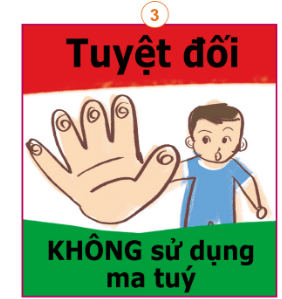 3
Tuyệt đối
KHÔNG sử dụng
ma tuý